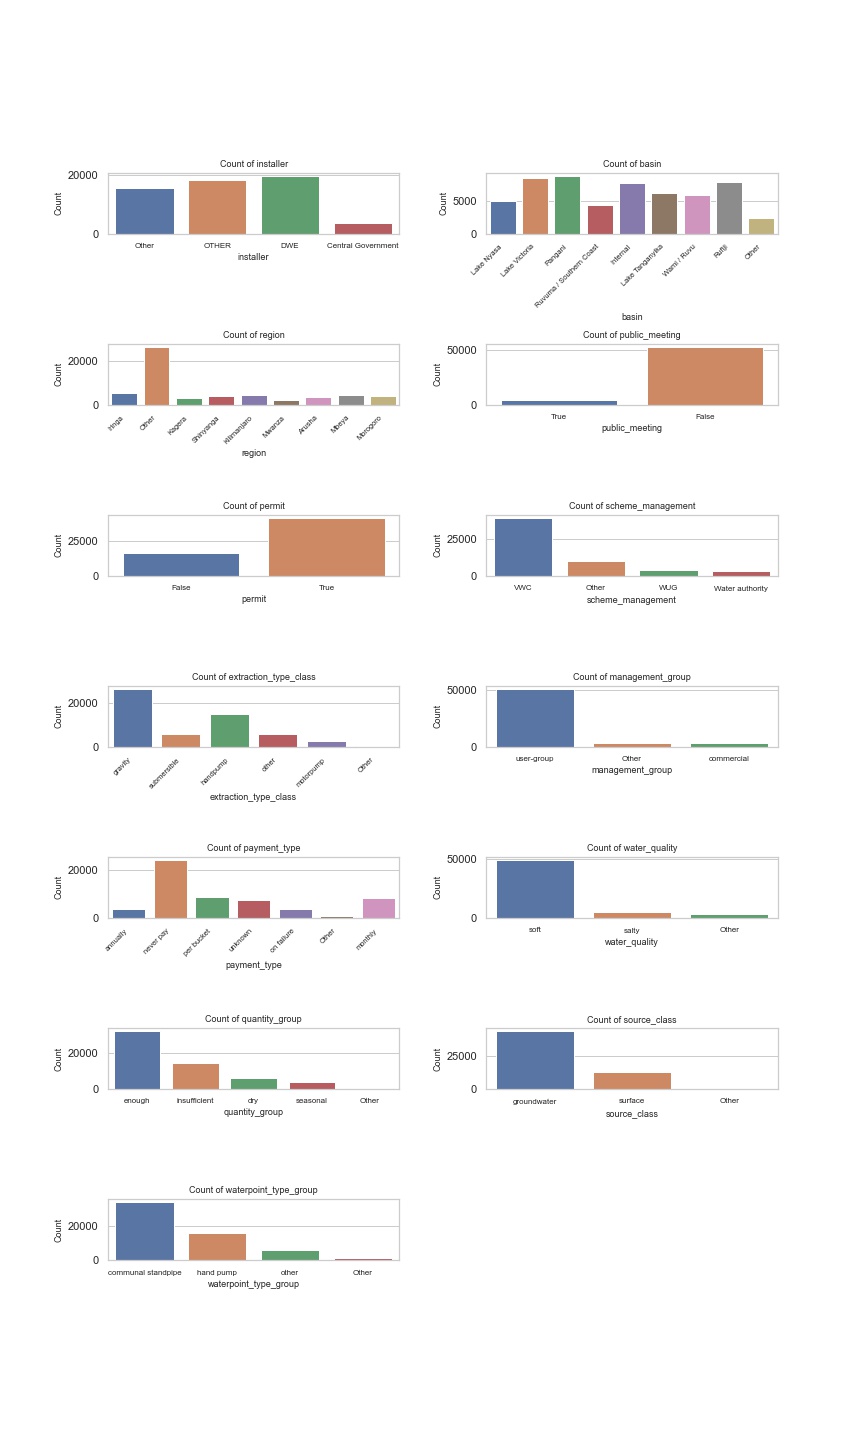 Count of installer
20000
0
Count
Other OTHER DWE Central Government
installer
Count of basin
5000
0
Count
Lake Nyasa Lake Victoria Pangani Ruvuma / Southern Coast Internal Lake Tanganyika Wami / Ruvu Rufiji Other
basin
Count of region
20000
0
Count
Iringa Other Kagera Shinyanga Kilimanjaro Mwanza Arusha Mbeya Morogoro
region
Count of public_meeting
50000
0
Count
True False
public_meeting
Count of permit
25000
0
Count
False True
permit
Count of scheme_management
25000
0
Count
VWC Other WUG Water authority
scheme_management
Count of extraction_type_class
20000
0
Count
gravity submersible handpump other motorpump Other
extraction_type_class
Count of management_group
50000
0
Count
user-group Other commercial
management_group
Count of payment_type
20000
0
Count
annually never pay per bucket unknown on failure Other monthly
payment_type
Count of water_quality
50000
0
Count
soft salty Other
water_quality
Count of quantity_group
20000
0
Count
enough insufficient dry seasonal Other
quantity_group
Count of source_class
25000
0
Count
groundwater surface Other
source_class
Count of waterpoint_type_group
20000
0
Count
communal standpipe hand pump other Other
waterpoint_type_group